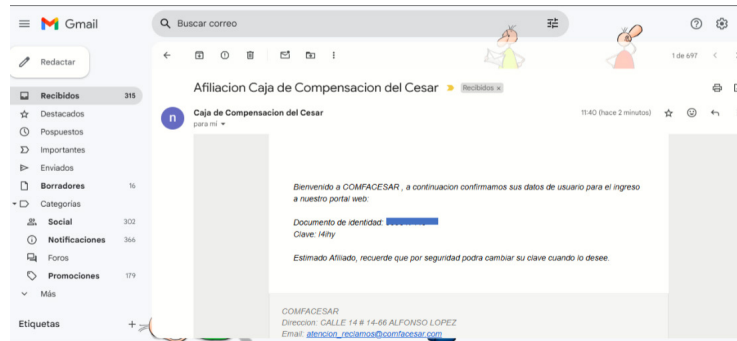 Gmail
Buscar correo
Redactar
1 de 697
Recibidos 315
Destacados
Pospuestos
Importantes
Enviados
Borradores 16
Categorías
Social 302
Notificaciones 366
Foros
Promociones 179
Más
Etiquetas
Afiliacion Caja de Compensacion del Cesar
Recibidos x
n
Caja de Compensacion del Cesar
11:40 (hace 2 minutos)
para mí
Bienvenido a COMFACESAR , a continuacion confirmamos sus datos de usuario para el ingreso
a nuestro portal web:
Documento de identidad:
Clave: l4ihy
Estimado Afiliado, recuerde que por seguridad podra cambiar su clave cuando lo desee.
COMFACESAR
Direccion: CALLE 14 # 14-66 ALFONSO LOPEZ
Email: atencion_reclamos@comfacesar.com